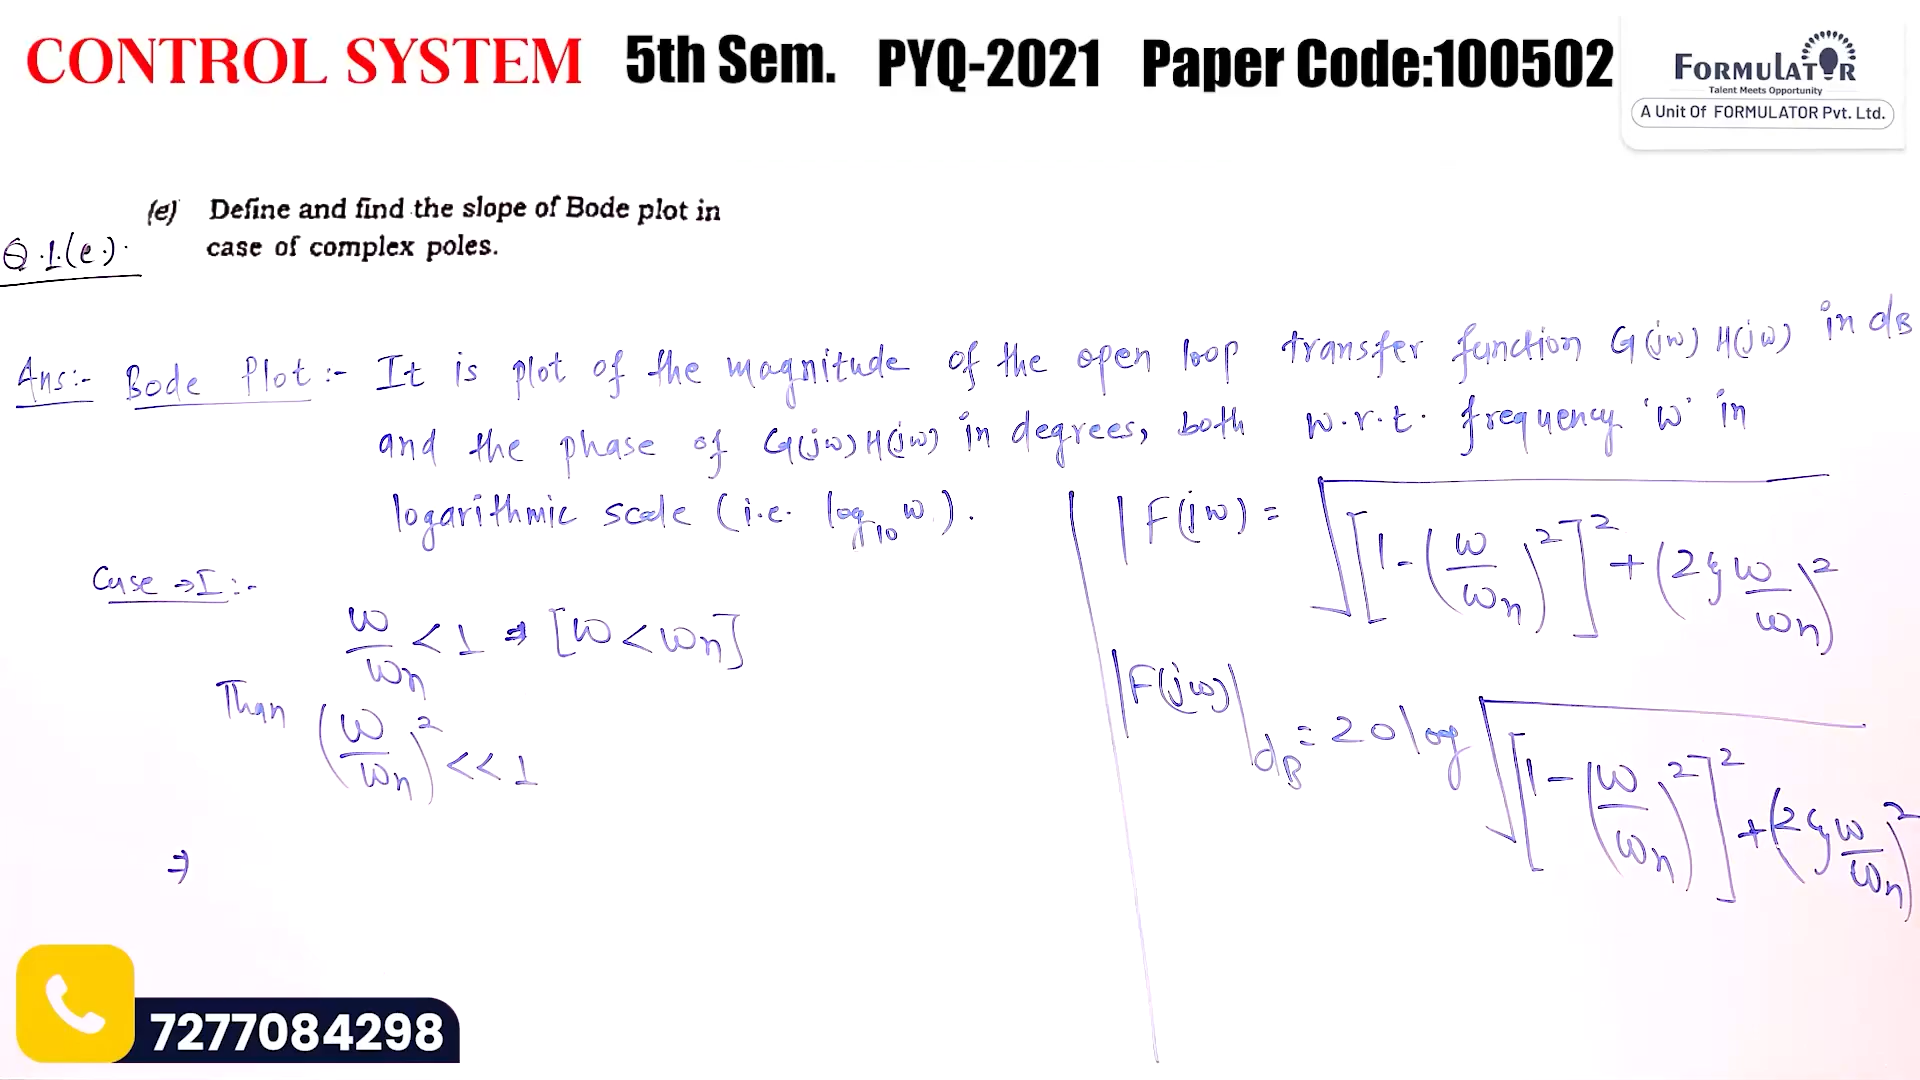 CONTROL SYSTEM 5th Sem. PYQ-2021 Paper Code:100502
FORMULATOR
Talent Meets Opportunity
A Unit Of FORMULATOR Pvt. Ltd.
(e) Define and find the slope of Bode plot in
case of complex poles.
Q.1.(e).
Ans:- Bode Plot :- It is plot of the magnitude of the open loop transfer function G(jω) H(jω) in dB
and the phase of G(jω) H(jω) in degrees, both w.r.t. frequency 'ω' in
logarithmic scale (i.e. log₁₀ ω).
Case →I :-
ω/ωn < 1 ⇒ [ω < ωn]
Than (ω/ωn)² << 1
⇒
|F(jω) = √[1-(ω/ωn)²]² + (2ξω/ωn)²
|F(jω)|dB = 20log √[1-(ω/ωn)²]² + (2ξω/ωn)²
7277084298